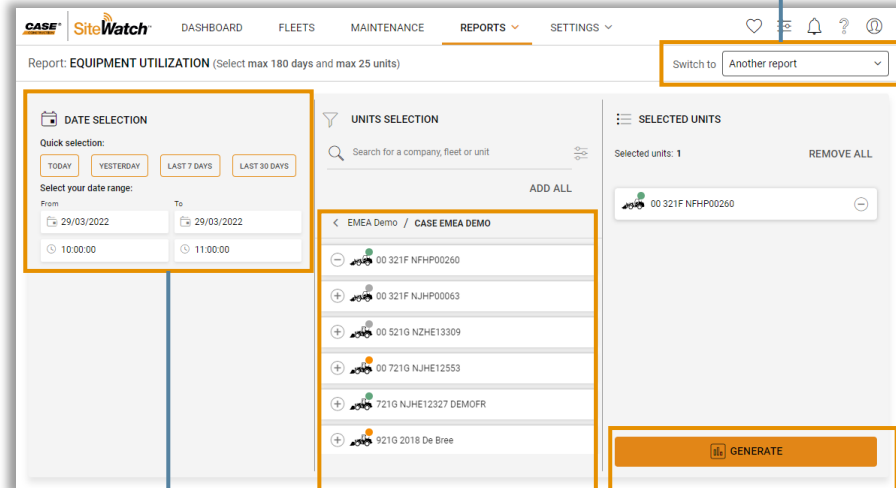 CASE SiteWatch DASHBOARD FLEETS MAINTENANCE REPORTS SETTINGS
Report: EQUIPMENT UTILIZATION (Select max 180 days and max 25 units)
Switch to Another report
DATE SELECTION
Quick selection:
TODAY YESTERDAY LAST 7 DAYS LAST 30 DAYS
Select your date range:
From To
29/03/2022 29/03/2022
10:00:00 11:00:00
UNITS SELECTION
Search for a company, fleet or unit
ADD ALL
< EMEA Demo / CASE EMEA DEMO
00 321F NFHP00260
00 321F NJHP00063
00 521G NZHE13309
00 721G NJHE12553
721G NJHE12327 DEMOFR
921G 2018 De Bree
SELECTED UNITS
Selected units: 1 REMOVE ALL
00 321F NFHP00260
GENERATE